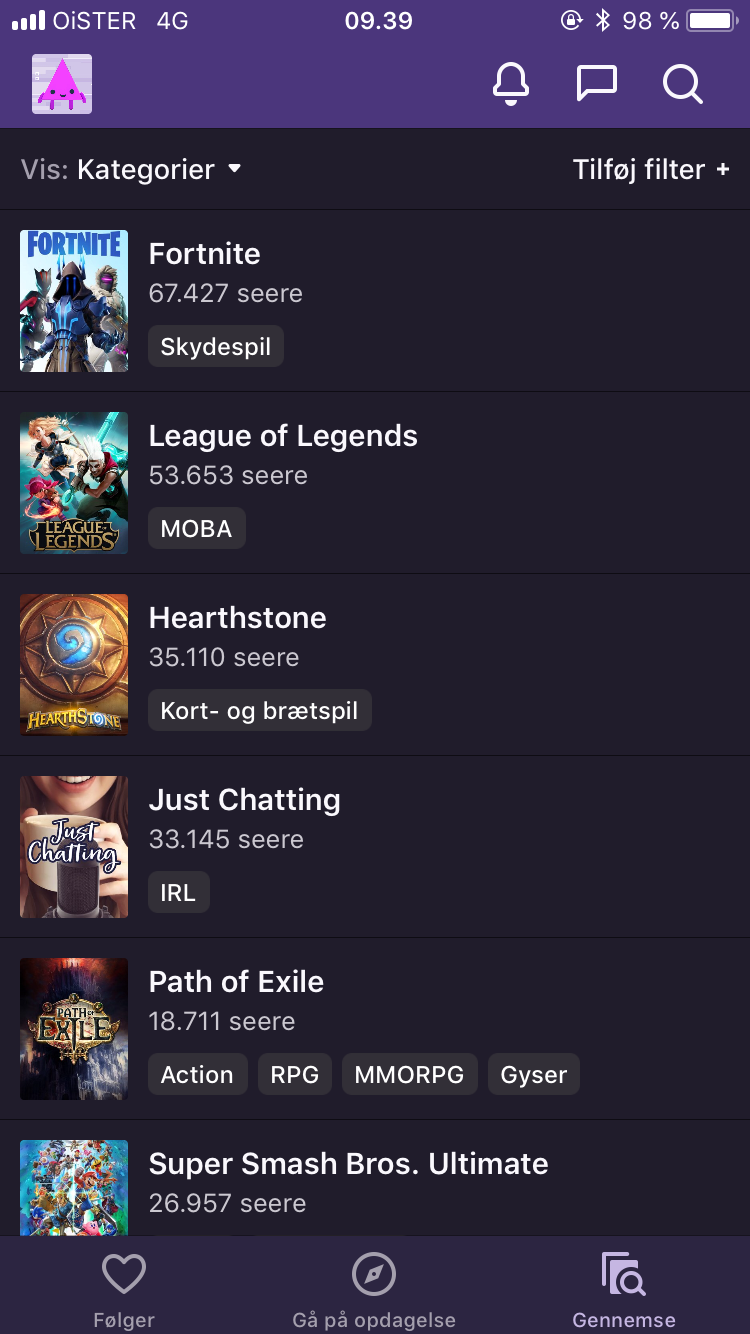 OiSTER 4G 09.39 98 %
Vis: Kategorier Tilføj filter +
FORTNITE
Fortnite
67.427 seere
Skydespil
League of Legends
53.653 seere
MOBA
LEAGUE OF
LEGENDS
Hearthstone
35.110 seere
Kort- og brætspil
HEARTHSTONE
Just Chatting
33.145 seere
IRL
Just
Chatting
Path of Exile
18.711 seere
Action RPG MMORPG Gyser
PATH OF
EXILE
Super Smash Bros. Ultimate
26.957 seere
Følger Gå på opdagelse Gennemse